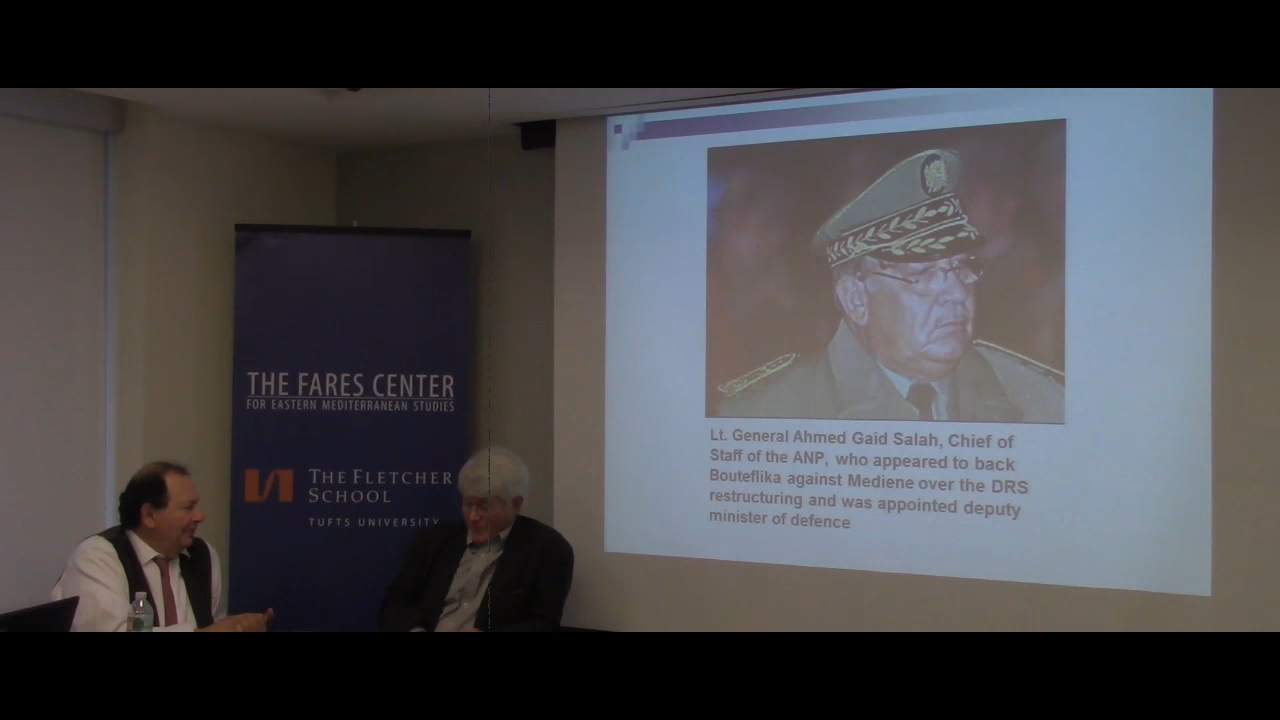 THE FARES CENTER
FOR EASTERN MEDITERRANEAN STUDIES
THE FLETCHER
SCHOOL
TUFTS UNIVERSITY
Lt. General Ahmed Gaid Salah, Chief of
Staff of the ANP, who appeared to back
Bouteflika against Mediene over the DRS
restructuring and was appointed deputy
minister of defence